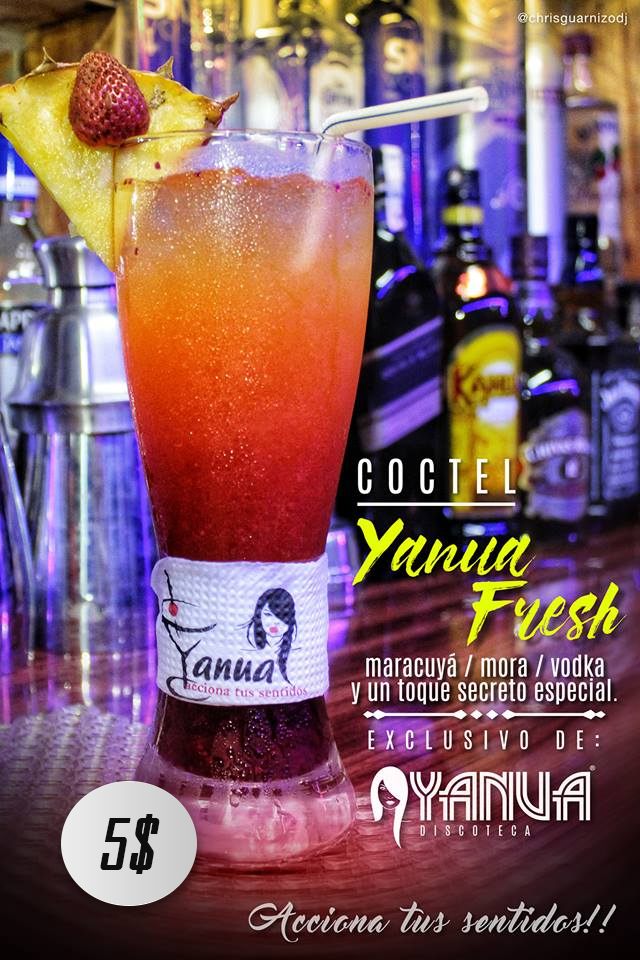 @chrisguarnizodj
COCTEL
Yanua
Fresh
maracuyá / mora / vodka
y un toque secreto especial.
EXCLUSIVO DE:
YANUA®
DISCOTECA
Yanua
acciona tus sentidos
5$
Acciona tus sentidos!!